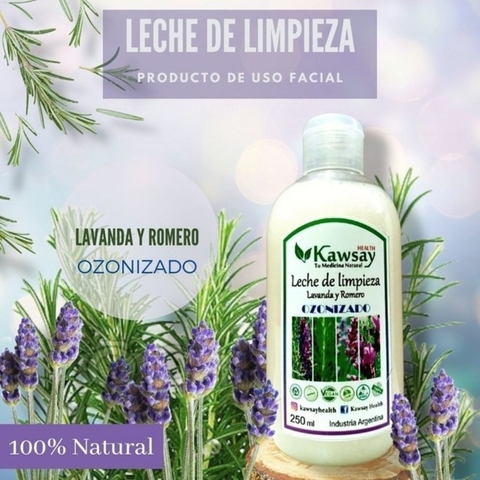 LECHE DE LIMPIEZA
PRODUCTO DE USO FACIAL
LAVANDA Y ROMERO
OZONIZADO
HEALTH
Kawsay
Tu Medicina Natural
Leche de limpieza
Lavanda y Romero
OZONIZADO
kawsayhealth
Kawsay Health
250 ml
Industria Argentina
100% Natural